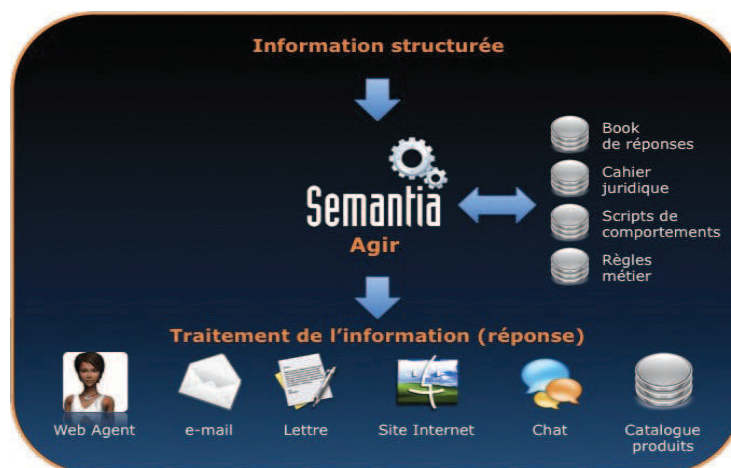 Information structurée
Book
de réponses
Cahier
juridique
Semantia
Scripts de
comportements
Agir
Règles
métier
Traitement de l'information (réponse)
Web Agent
e-mail
Lettre
Site Internet
Chat
Catalogue
produits